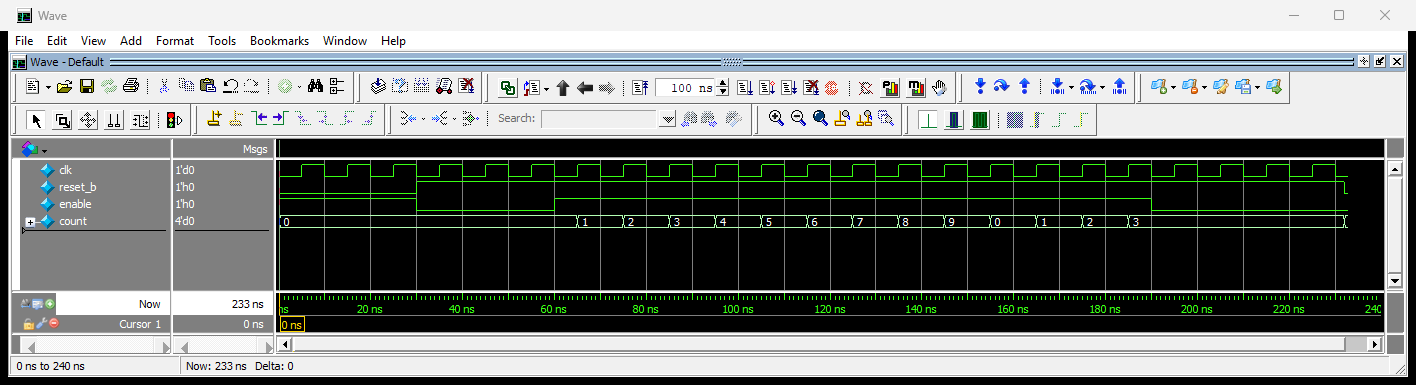 Wave
File Edit View Add Format Tools Bookmarks Window Help
Wave - Default
100 ns
Search:
Msgs
clk 1'd0
reset_b 1'h0
enable 1'h0
count 4'd0 0 1 2 3 4 5 6 7 8 9 0 1 2 3
Now 233 ns ns 20 ns 40 ns 60 ns 80 ns 100 ns 120 ns 140 ns 160 ns 180 ns 200 ns 220 ns 240
Cursor 1 0 ns 0 ns
0 ns to 240 ns Now: 233 ns Delta: 0